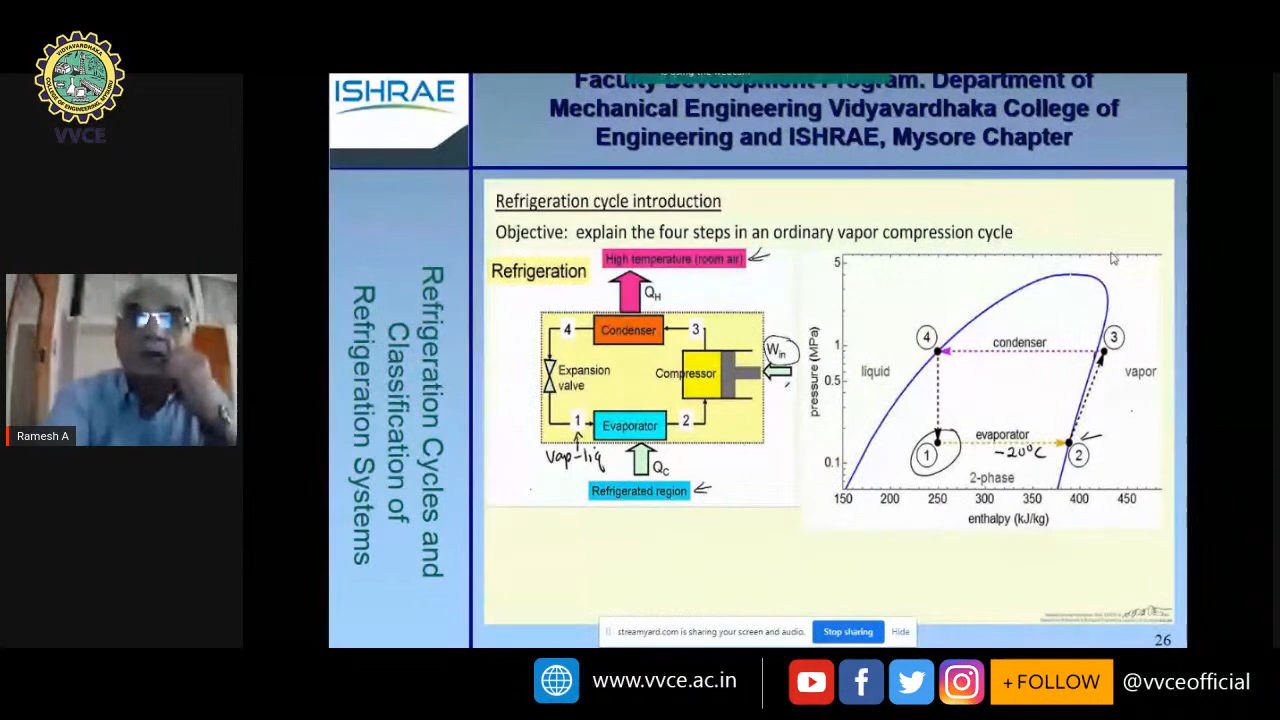 VVCE
ISHRAE
Faculty Development Program. Department of
Mechanical Engineering Vidyavardhaka College of
Engineering and ISHRAE, Mysore Chapter
Refrigeration Cycles and
Classification of
Refrigeration Systems
Refrigeration cycle introduction
Objective: explain the four steps in an ordinary vapor compression cycle
Refrigeration
High temperature (room air)
QH
4
Condenser
3
Win
Expansion
valve
Compressor
1
Evaporator
2
vap-liq
QC
Refrigerated region
5
1
0.5
0.1
pressure (MPa)
4
condenser
3
liquid
vapor
evaporator
-20°C
1
2
2-phase
150 200 250 300 350 400 450
enthalpy (kJ/kg)
Ramesh A
streamyard.com is sharing your screen and audio.
Stop sharing
Hide
26
www.vvce.ac.in
+ FOLLOW
@vvceofficial